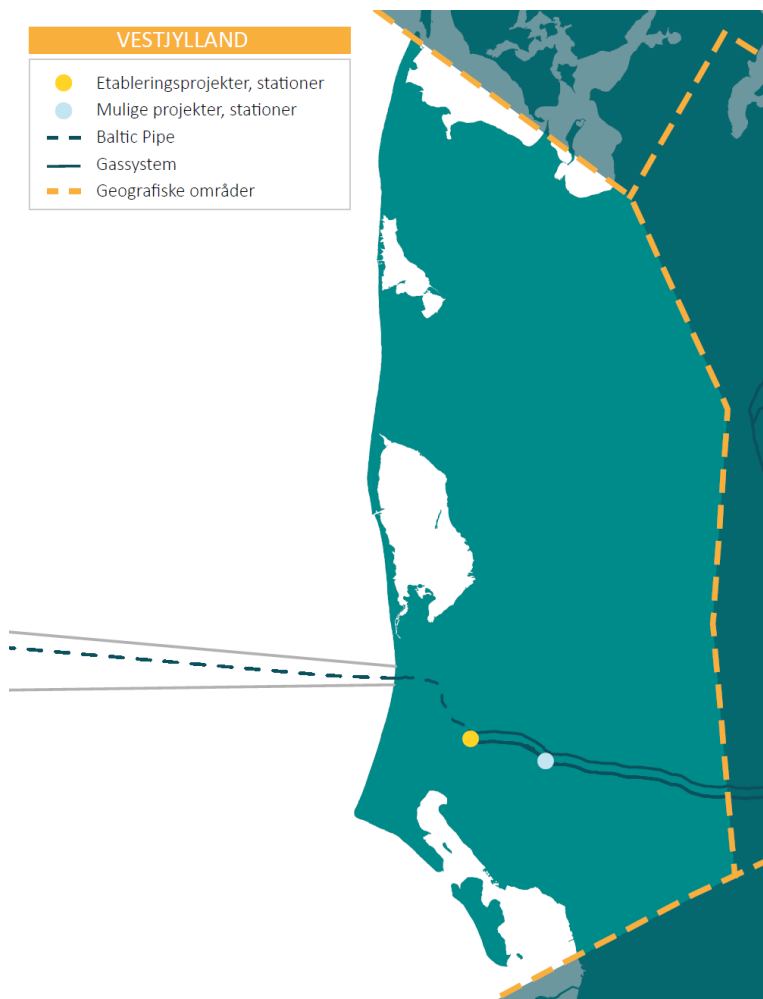 VESTJYLLAND
Etableringsprojekter, stationer
Mulige projekter, stationer
Baltic Pipe
Gassystem
Geografiske områder